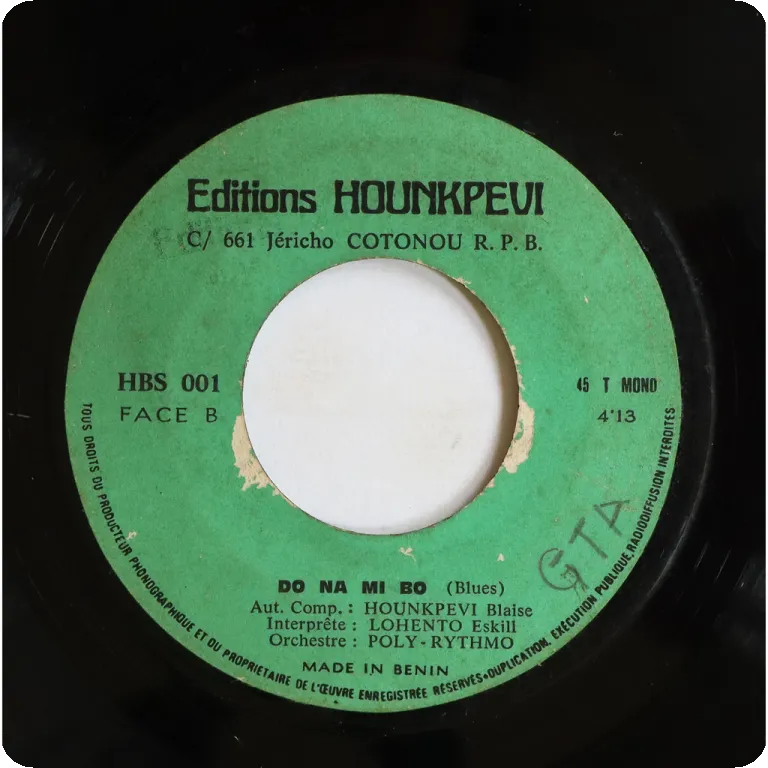 Editions HOUNKPEVI
C/ 661 Jéricho COTONOU R. P. B.
HBS 001
FACE B
45 T MONO
4'13
GTA
DO NA MI BO (Blues)
Aut. Comp. : HOUNKPEVI Blaise
Interprête : LOHENTO Eskill
Orchestre : POLY-RYTHMO
MADE IN BENIN
TOUS DROITS DU PRODUCTEUR PHONOGRAPHIQUE ET DU PROPRIETAIRE DE L'ŒUVRE ENREGISTRÉE RÉSERVÉS•DUPLICATION, EXÉCUTION PUBLIQUE, RADIODIFFUSION INTERDITES